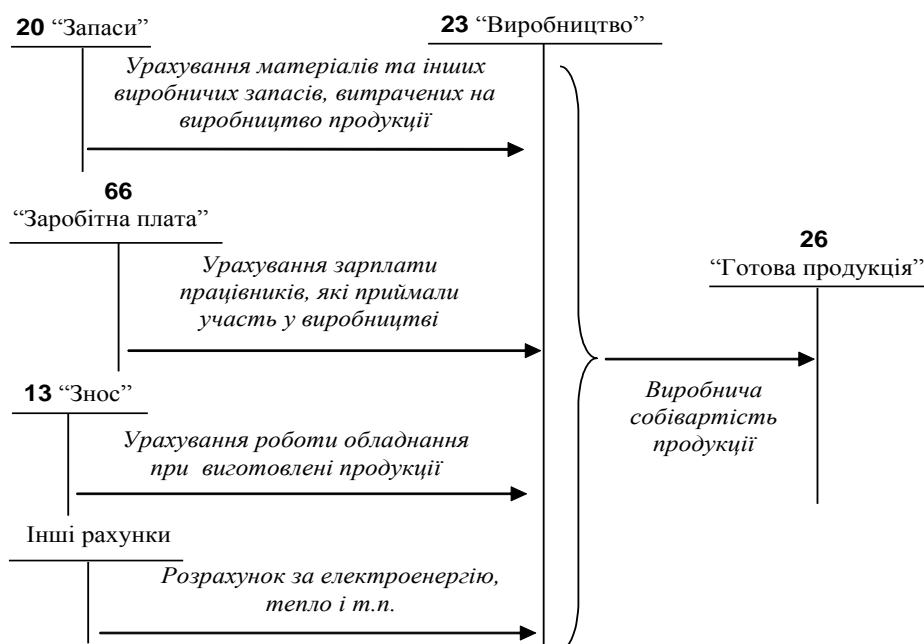 20 “Запаси”
23 “Виробництво”
Урахування матеріалів та інших
виробничих запасів, витрачених на
виробництво продукції
66
“Заробітна плата”
Урахування зарплати
працівників, які приймали
участь у виробництві
26
“Готова продукція”
Виробнича
собівартість
продукції
13 “Знос”
Урахування роботи обладнання
при виготовлені продукції
Інші рахунки
Розрахунок за електроенергію,
тепло і т.п.